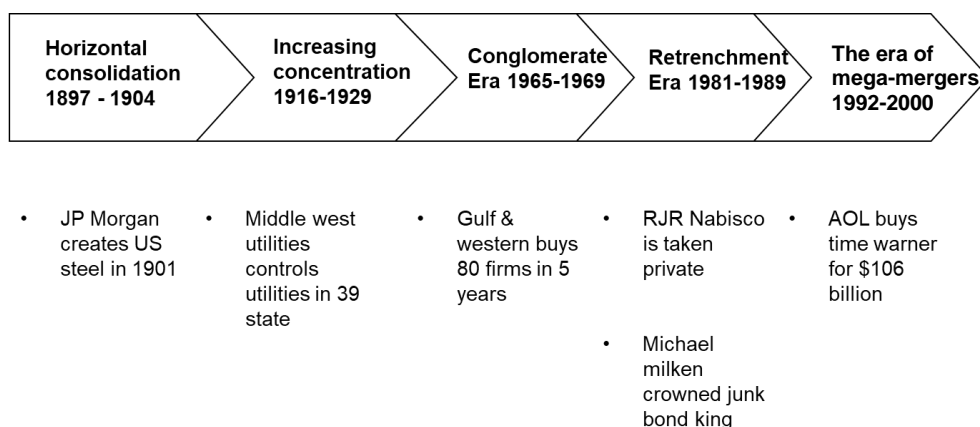 Horizontal
consolidation
1897 - 1904
Increasing
concentration
1916-1929
Conglomerate
Era 1965-1969
Retrenchment
Era 1981-1989
The era of
mega-mergers
1992-2000
• JP Morgan
creates US
steel in 1901
• Middle west
utilities
controls
utilities in 39
state
• Gulf &
western buys
80 firms in 5
years
• RJR Nabisco
is taken
private
• Michael
milken
crowned junk
bond king
• AOL buys
time warner
for $106
billion